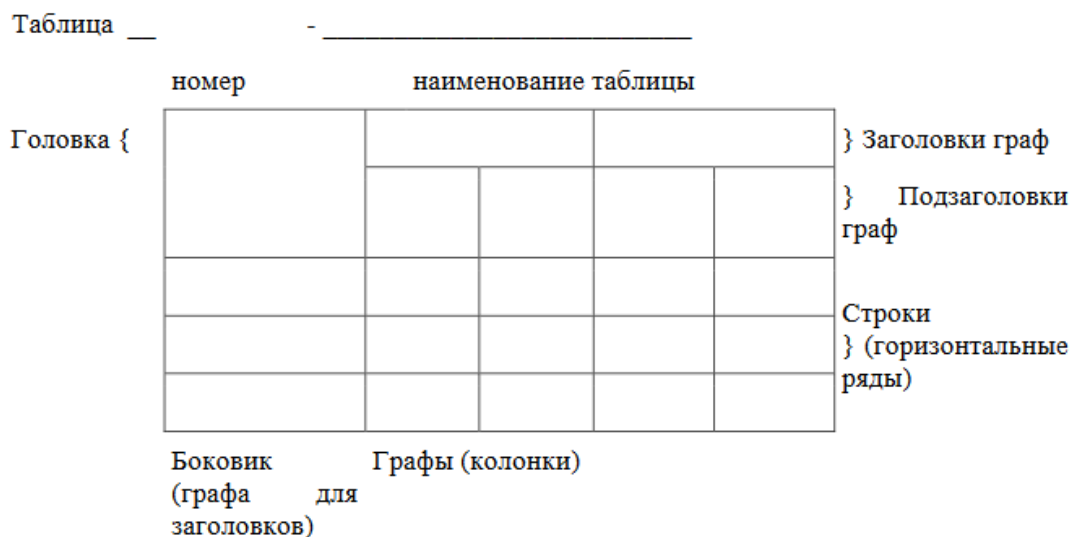 Таблица __ - __________________________
номер наименование таблицы
Головка {
} Заголовки граф
} Подзаголовки
граф
Строки
} (горизонтальные
ряды)
Боковик Графы (колонки)
(графа для
заголовков)